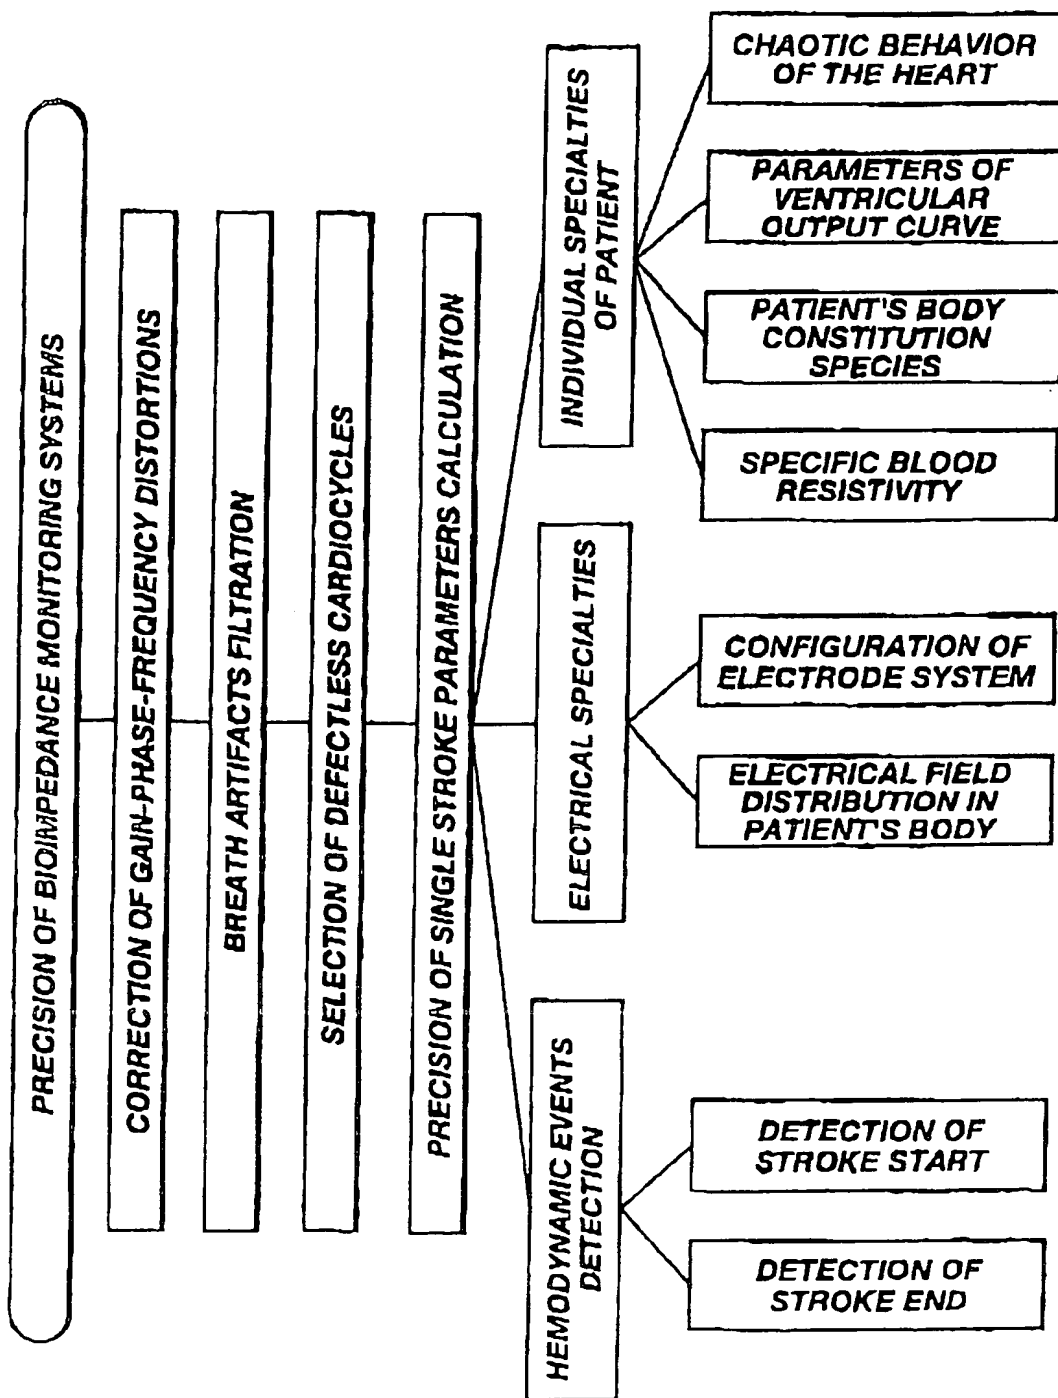 PRECISION OF BIOIMPEDANCE MONITORING SYSTEMS
CORRECTION OF GAIN-PHASE-FREQUENCY DISTORTIONS
BREATH ARTIFACTS FILTRATION
SELECTION OF DEFECTLESS CARDIOCYCLES
PRECISION OF SINGLE STROKE PARAMETERS CALCULATION
INDIVIDUAL SPECIALTIES
OF PATIENT
CHAOTIC BEHAVIOR
OF THE HEART
PARAMETERS OF
VENTRICULAR
OUTPUT CURVE
PATIENT'S BODY
CONSTITUTION
SPECIES
SPECIFIC BLOOD
RESISTIVITY
ELECTRICAL SPECIALTIES
CONFIGURATION OF
ELECTRODE SYSTEM
ELECTRICAL FIELD
DISTRIBUTION IN
PATIENT'S BODY
HEMODYNAMIC EVENTS
DETECTION
DETECTION OF
STROKE START
DETECTION OF
STROKE END